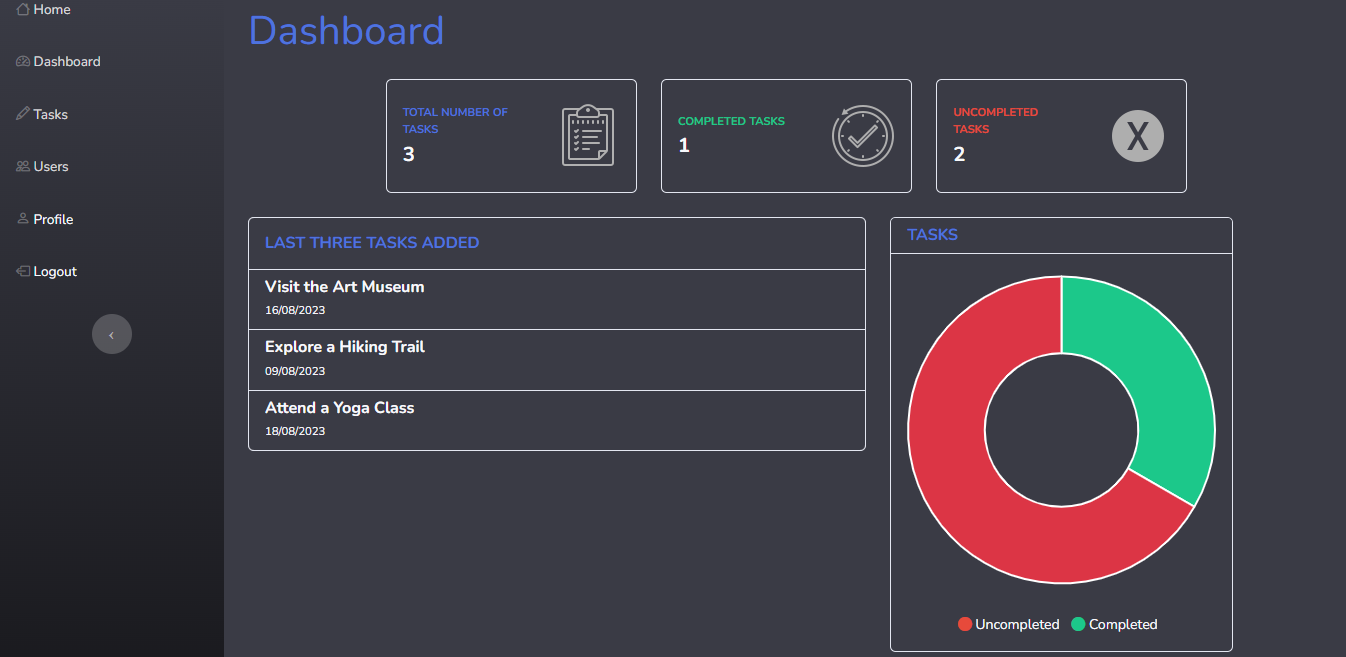 Home
Dashboard
Tasks
Users
Profile
Logout
‹
Dashboard
TOTAL NUMBER OF
TASKS
3
COMPLETED TASKS
1
UNCOMPLETED
TASKS
2
X
LAST THREE TASKS ADDED
Visit the Art Museum
16/08/2023
Explore a Hiking Trail
09/08/2023
Attend a Yoga Class
18/08/2023
TASKS
Uncompleted
Completed